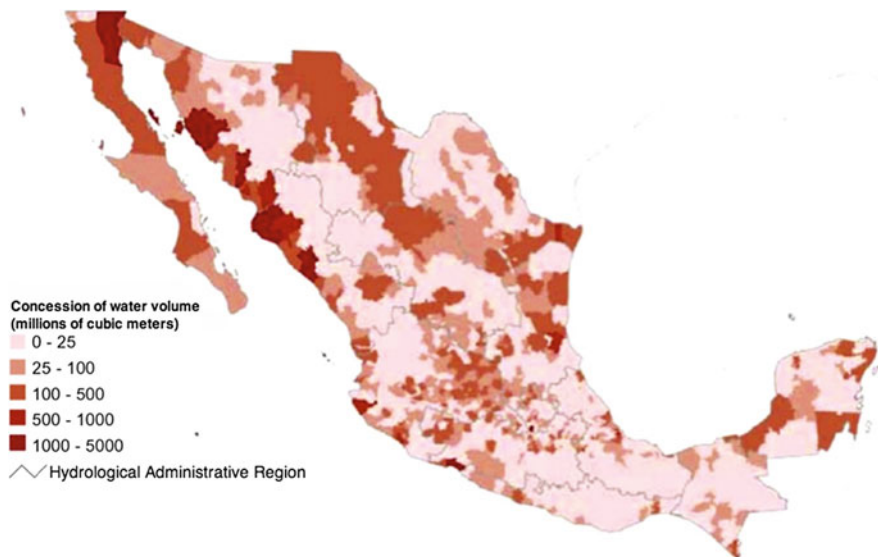 Concession of water volume
(millions of cubic meters)
0 - 25
25 - 100
100 - 500
500 - 1000
1000 - 5000
Hydrological Administrative Region